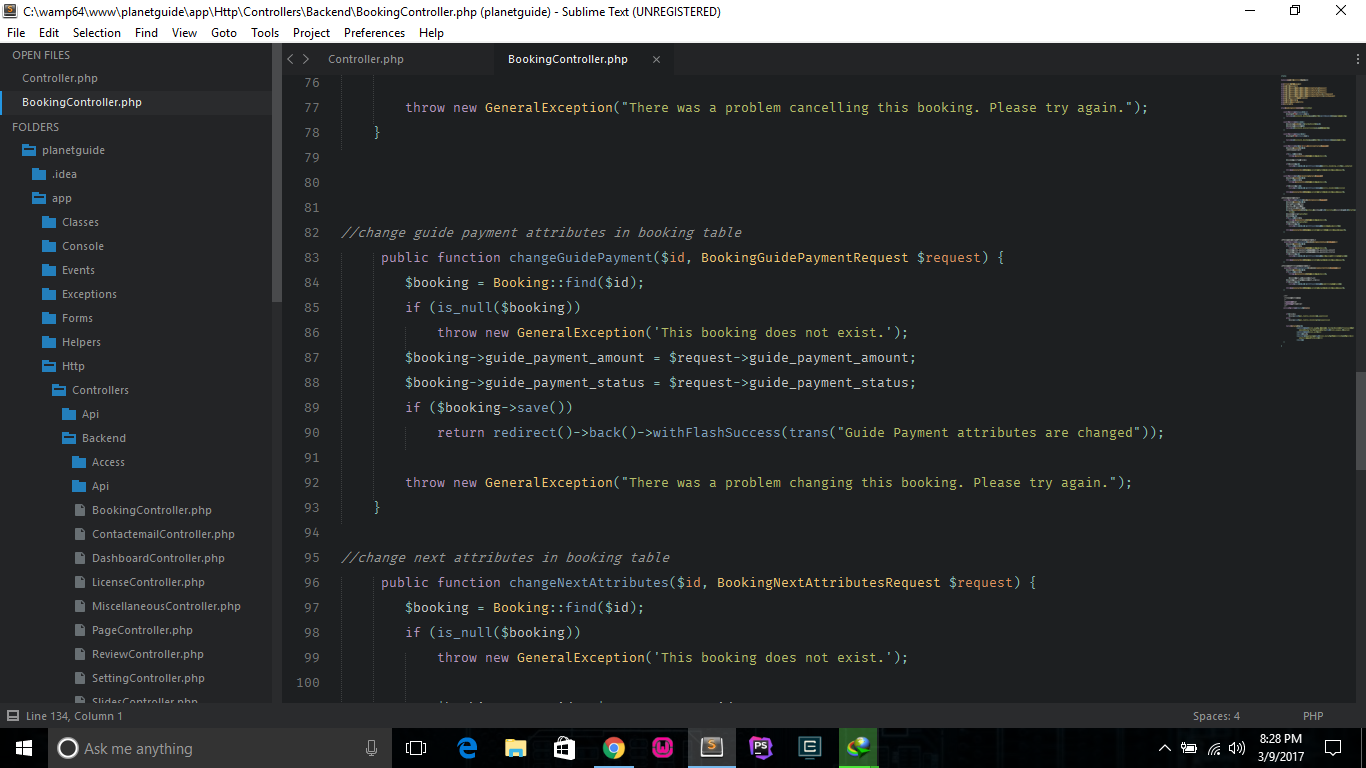 C:\wamp64\www\planetguide\app\Http\Controllers\Backend\BookingController.php (planetguide) - Sublime Text (UNREGISTERED)
File Edit Selection Find View Goto Tools Project Preferences Help
OPEN FILES
Controller.php
BookingController.php
FOLDERS
planetguide
.idea
app
Classes
Console
Events
Exceptions
Forms
Helpers
Http
Controllers
Api
Backend
Access
Api
BookingController.php
ContactemailController.php
DashboardController.php
LicenseController.php
MiscellaneousController.php
PageController.php
ReviewController.php
SettingController.php
SlidesController.php
Controller.php BookingController.php ×
76
77 throw new GeneralException("There was a problem cancelling this booking. Please try again.");
78 }
79
80
81
82 //change guide payment attributes in booking table
83 public function changeGuidePayment($id, BookingGuidePaymentRequest $request) {
84 $booking = Booking::find($id);
85 if (is_null($booking))
86 throw new GeneralException('This booking does not exist.');
87 $booking->guide_payment_amount = $request->guide_payment_amount;
88 $booking->guide_payment_status = $request->guide_payment_status;
89 if ($booking->save())
90 return redirect()->back()->withFlashSuccess(trans("Guide Payment attributes are changed"));
91
92 throw new GeneralException("There was a problem changing this booking. Please try again.");
93 }
94
95 //change next attributes in booking table
96 public function changeNextAttributes($id, BookingNextAttributesRequest $request) {
97 $booking = Booking::find($id);
98 if (is_null($booking))
99 throw new GeneralException('This booking does not exist.');
100
Line 134, Column 1 Spaces: 4 PHP
Ask me anything
8:28 PM
3/9/2017